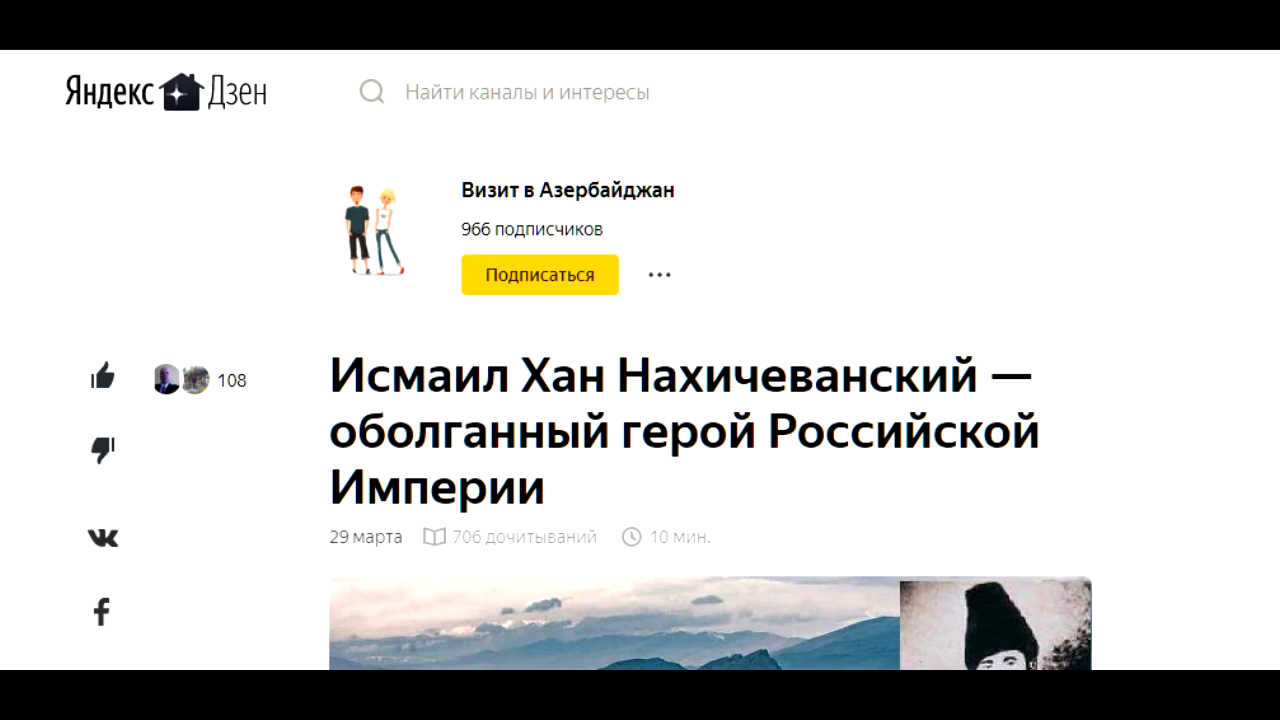 Яндекс Дзен
Найти каналы и интересы
Визит в Азербайджан
966 подписчиков
Подписаться
108
Исмаил Хан Нахичеванский —
оболганный герой Российской
Империи
29 марта 706 дочитываний 10 мин.